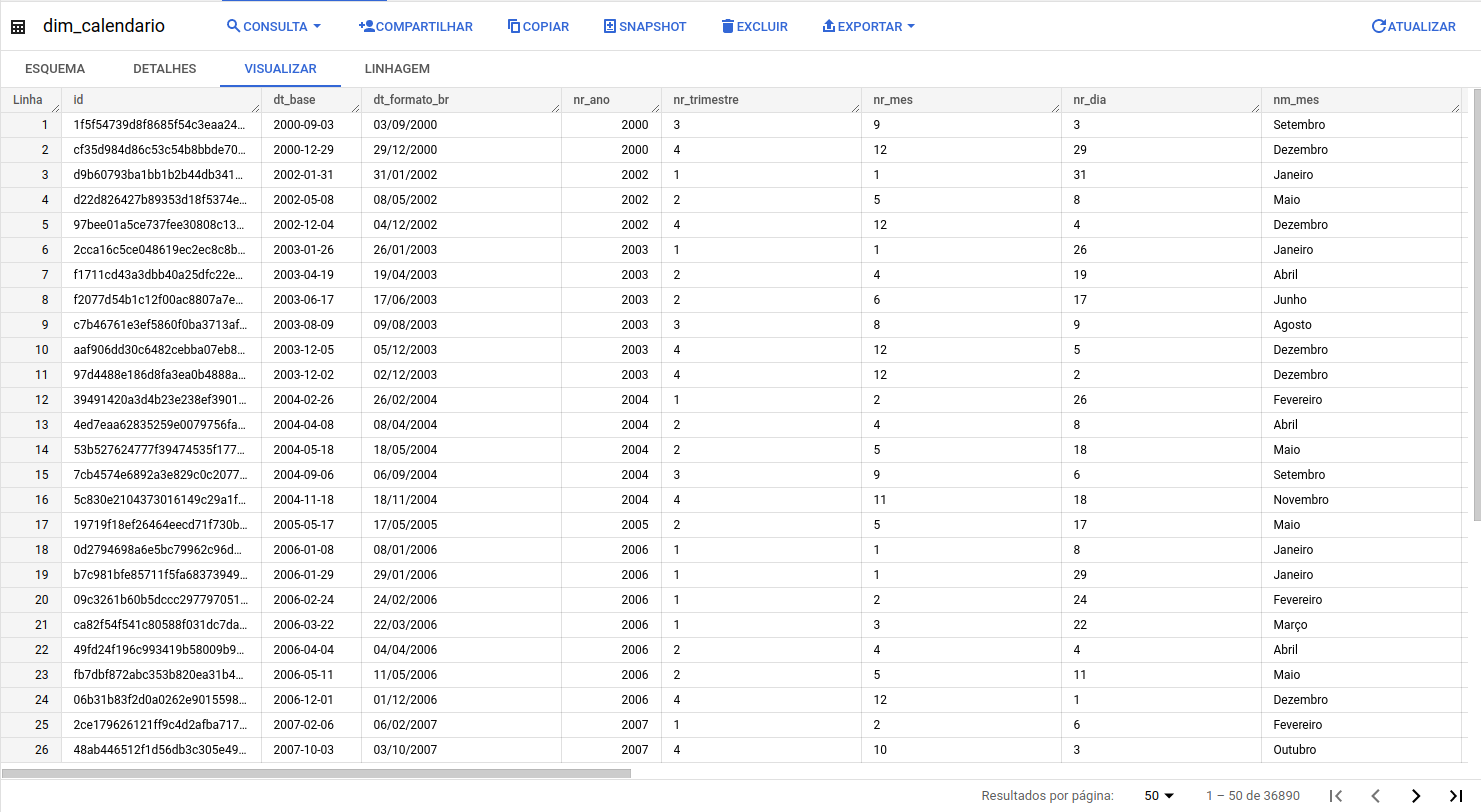 dim_calendario CONSULTA COMPARTILHAR COPIAR SNAPSHOT EXCLUIR EXPORTAR ATUALIZAR
ESQUEMA DETALHES VISUALIZAR LINHAGEM
Linha id dt_base dt_formato_br nr_ano nr_trimestre nr_mes nr_dia nm_mes
1 1f5f54739d8f8685f54c3eaa24... 2000-09-03 03/09/2000 2000 3 9 3 Setembro
2 cf35d984d86c53c54b8bbde70... 2000-12-29 29/12/2000 2000 4 12 29 Dezembro
3 d9b60793ba1bb1b2b44db341... 2002-01-31 31/01/2002 2002 1 1 31 Janeiro
4 d22d826427b89353d18f5374e... 2002-05-08 08/05/2002 2002 2 5 8 Maio
5 97bee01a5ce737fee30808c13... 2002-12-04 04/12/2002 2002 4 12 4 Dezembro
6 2cca16c5ce048619ec2ec8c8b... 2003-01-26 26/01/2003 2003 1 1 26 Janeiro
7 f1711cd43a3dbb40a25dfc22e... 2003-04-19 19/04/2003 2003 2 4 19 Abril
8 f2077d54b1c12f00ac8807a7e... 2003-06-17 17/06/2003 2003 2 6 17 Junho
9 c7b46761e3ef5860f0ba3713af... 2003-08-09 09/08/2003 2003 3 8 9 Agosto
10 aaf906dd30c6482cebba07eb8... 2003-12-05 05/12/2003 2003 4 12 5 Dezembro
11 97d4488e186d8fa3ea0b4888a... 2003-12-02 02/12/2003 2003 4 12 2 Dezembro
12 39491420a3d4b23e238ef3901... 2004-02-26 26/02/2004 2004 1 2 26 Fevereiro
13 4ed7eaa62835259e0079756fa... 2004-04-08 08/04/2004 2004 2 4 8 Abril
14 53b527624777f39474535f177... 2004-05-18 18/05/2004 2004 2 5 18 Maio
15 7cb4574e6892a3e829c0c2077... 2004-09-06 06/09/2004 2004 3 9 6 Setembro
16 5c830e2104373016149c29a1f... 2004-11-18 18/11/2004 2004 4 11 18 Novembro
17 19719f18ef26464eecd71f730b... 2005-05-17 17/05/2005 2005 2 5 17 Maio
18 0d2794698a6e5bc79962c96d... 2006-01-08 08/01/2006 2006 1 1 8 Janeiro
19 b7c981bfe85711f5fa68373949... 2006-01-29 29/01/2006 2006 1 1 29 Janeiro
20 09c3261b60b5dccc297797051... 2006-02-24 24/02/2006 2006 1 2 24 Fevereiro
21 ca82f54f541c80588f031dc7da... 2006-03-22 22/03/2006 2006 1 3 22 Março
22 49fd24f196c993419b58009b9... 2006-04-04 04/04/2006 2006 2 4 4 Abril
23 fb7dbf872abc353b820ea31b4... 2006-05-11 11/05/2006 2006 2 5 11 Maio
24 06b31b83f2d0a0262e9015598... 2006-12-01 01/12/2006 2006 4 12 1 Dezembro
25 2ce179626121ff9c4d2afba717... 2007-02-06 06/02/2007 2007 1 2 6 Fevereiro
26 48ab446512f1d56db3c305e49... 2007-10-03 03/10/2007 2007 4 10 3 Outubro
Resultados por página: 50 1 – 50 de 36890